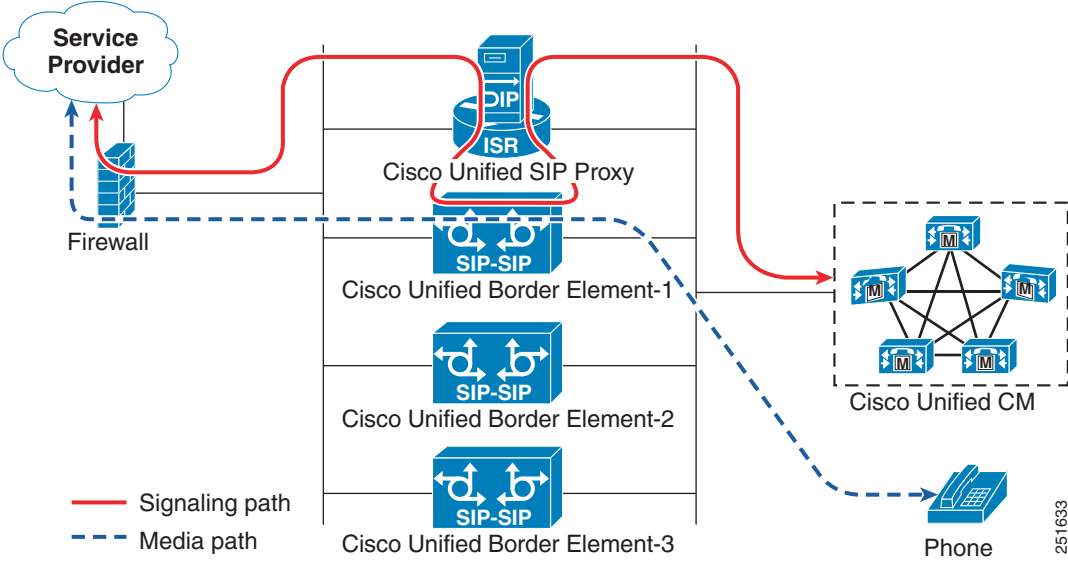 Service
Provider
DIP
ISR
Cisco Unified SIP Proxy
Firewall
SIP-SIP
Cisco Unified Border Element-1
M
M
M
M
M
SIP-SIP
Cisco Unified Border Element-2
Cisco Unified CM
SIP-SIP
Cisco Unified Border Element-3
Signaling path
Media path
Phone
251633